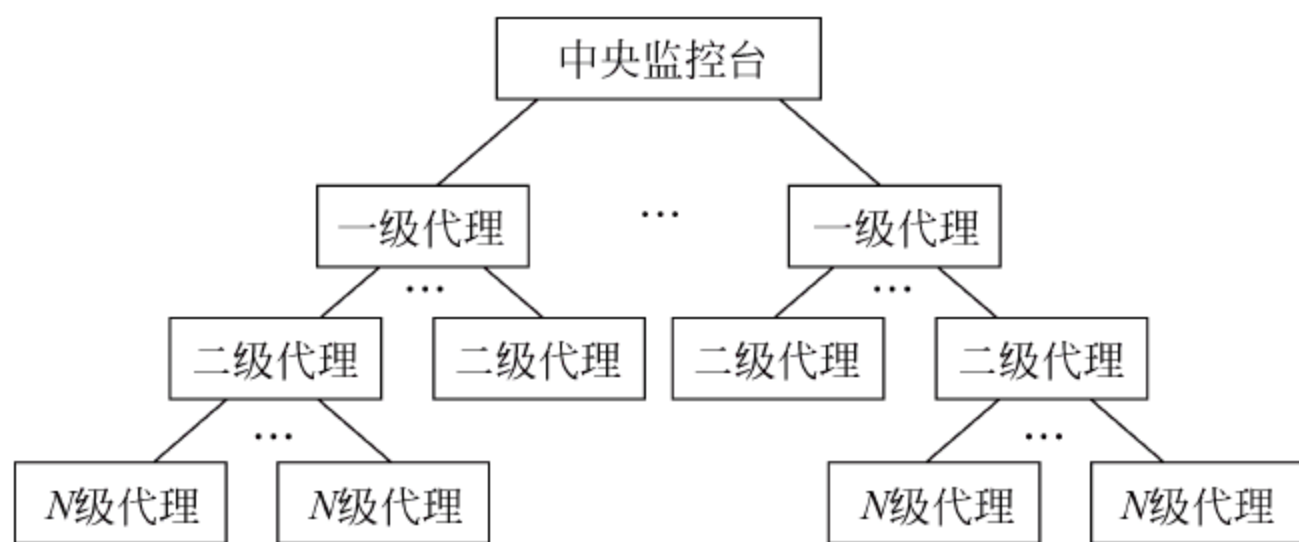 中央监控台
一级代理 … 一级代理
… …
二级代理 二级代理 二级代理 二级代理
… …
N级代理 N级代理 N级代理 N级代理